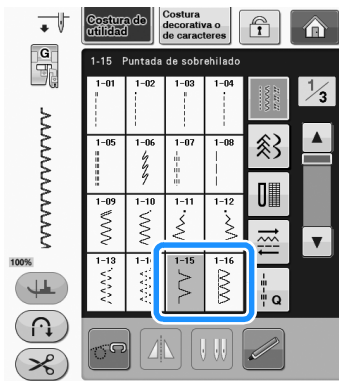 Costura de
utilidad
Costura
decorativa o
de caracteres
G
1-15 Puntada de sobrehilado
1-01 1-02 1-03 1-04
1/3
1-05 1-06 1-07 1-08
1-09 1-10 1-11 1-12
100%
1-13 1-15 1-16
Q